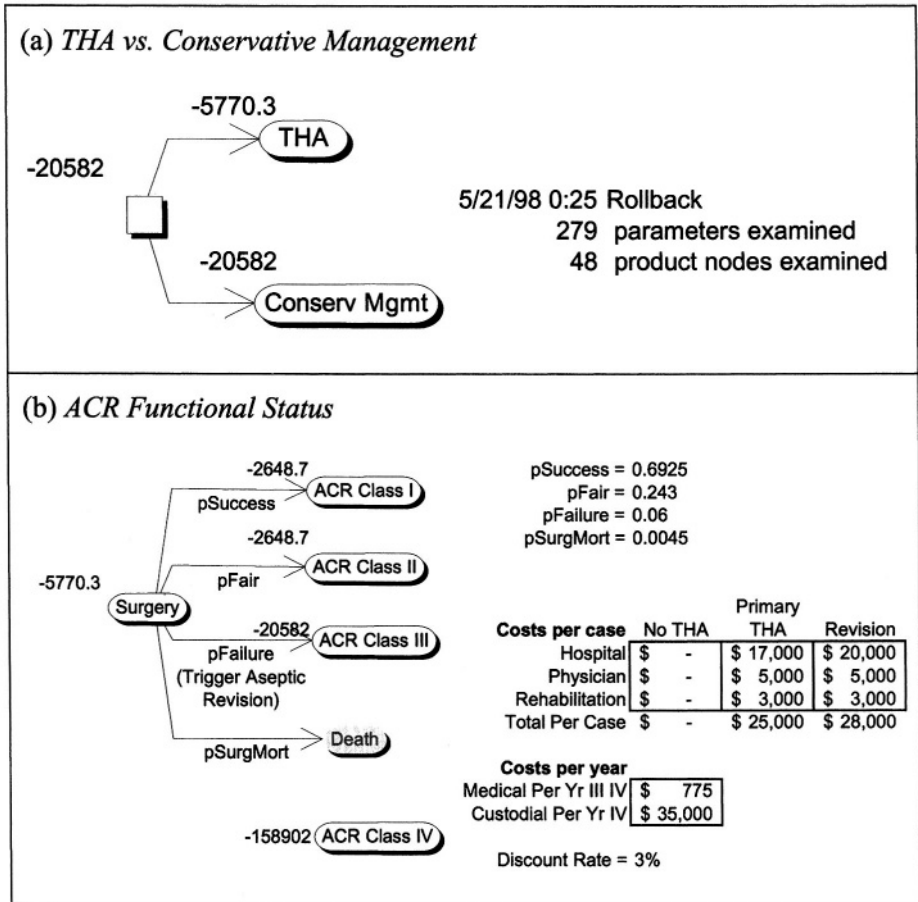 (a) THA vs. Conservative Management
-5770.3
THA
-20582
5/21/98 0:25 Rollback
279 parameters examined
48 product nodes examined
-20582
Conserv Mgmt
(b) ACR Functional Status
-2648.7
ACR Class I
pSuccess
-2648.7
ACR Class II
pFair
-5770.3
Surgery
-20582
ACR Class III
pFailure
(Trigger Aseptic
Revision)
Death
pSurgMort
-158902 ACR Class IV
pSuccess = 0.6925
pFair = 0.243
pFailure = 0.06
pSurgMort = 0.0045
Primary
Costs per case No THA THA Revision
Hospital $ - $ 17,000 $ 20,000
Physician $ - $ 5,000 $ 5,000
Rehabilitation $ - $ 3,000 $ 3,000
Total Per Case $ - $ 25,000 $ 28,000
Costs per year
Medical Per Yr III IV $ 775
Custodial Per Yr IV $ 35,000
Discount Rate = 3%